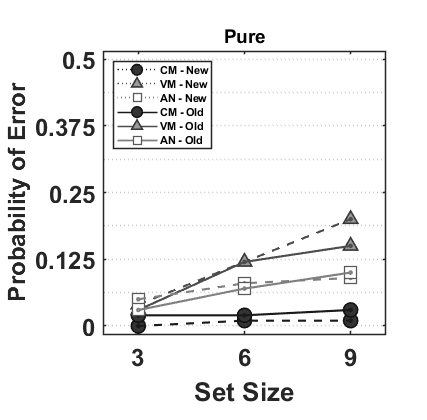 Pure
0.5
0.375
0.25
0.125
0
Probability of Error
CM - New
VM - New
AN - New
CM - Old
VM - Old
AN - Old
3 6 9
Set Size